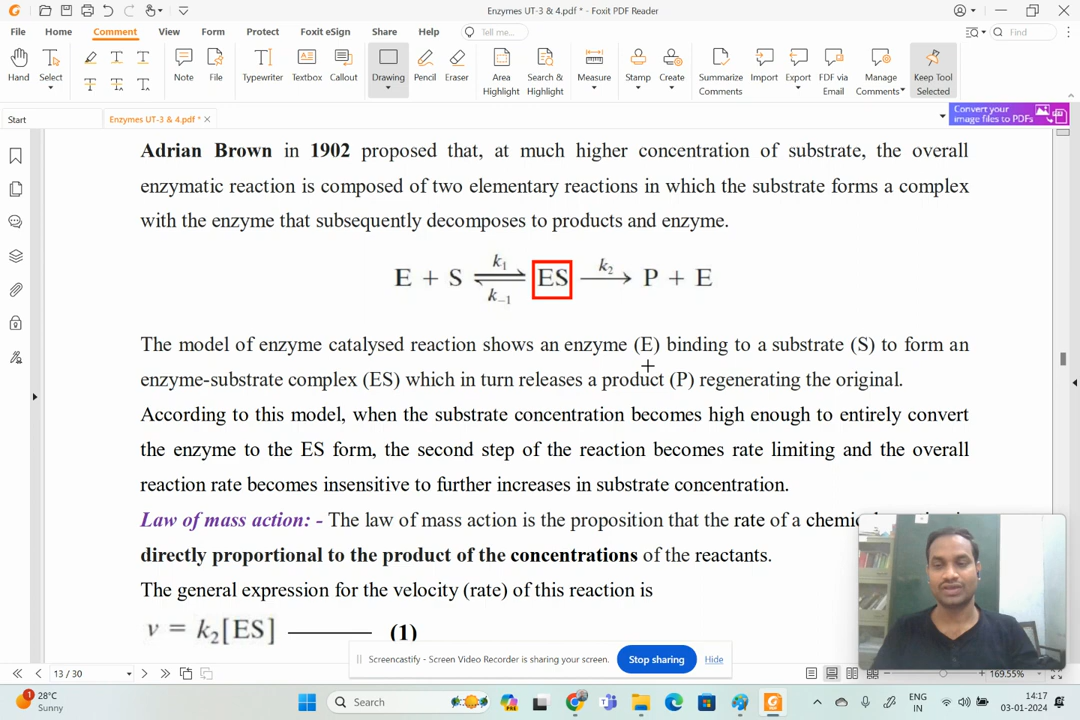 Enzymes UT-3 & 4.pdf * - Foxit PDF Reader
File Home Comment View Form Protect Foxit eSign Share Help Tell me... Find
Hand Select Note File Typewriter Textbox Callout Drawing Pencil Eraser Area Highlight Search & Highlight Measure Stamp Create Summarize Comments Import Export FDF via Email Manage Comments Keep Tool Selected
Start Enzymes UT-3 & 4.pdf * Convert your image files to PDFs
Adrian Brown in 1902 proposed that, at much higher concentration of substrate, the overall
enzymatic reaction is composed of two elementary reactions in which the substrate forms a complex
with the enzyme that subsequently decomposes to products and enzyme.
k₁ k₂
E + S ES P + E
k₋₁
The model of enzyme catalysed reaction shows an enzyme (E) binding to a substrate (S) to form an
enzyme-substrate complex (ES) which in turn releases a product (P) regenerating the original.
According to this model, when the substrate concentration becomes high enough to entirely convert
the enzyme to the ES form, the second step of the reaction becomes rate limiting and the overall
reaction rate becomes insensitive to further increases in substrate concentration.
Law of mass action: - The law of mass action is the proposition that the rate of a
directly proportional to the product of the concentrations of the reactants.
The general expression for the velocity (rate) of this reaction is
v = k₂[ES] ———— (1)
Screencastify - Screen Video Recorder is sharing your screen. Stop sharing Hide
13 / 30 169.55%
28°C
Sunny
Search
ENG
IN
14:17
03-01-2024